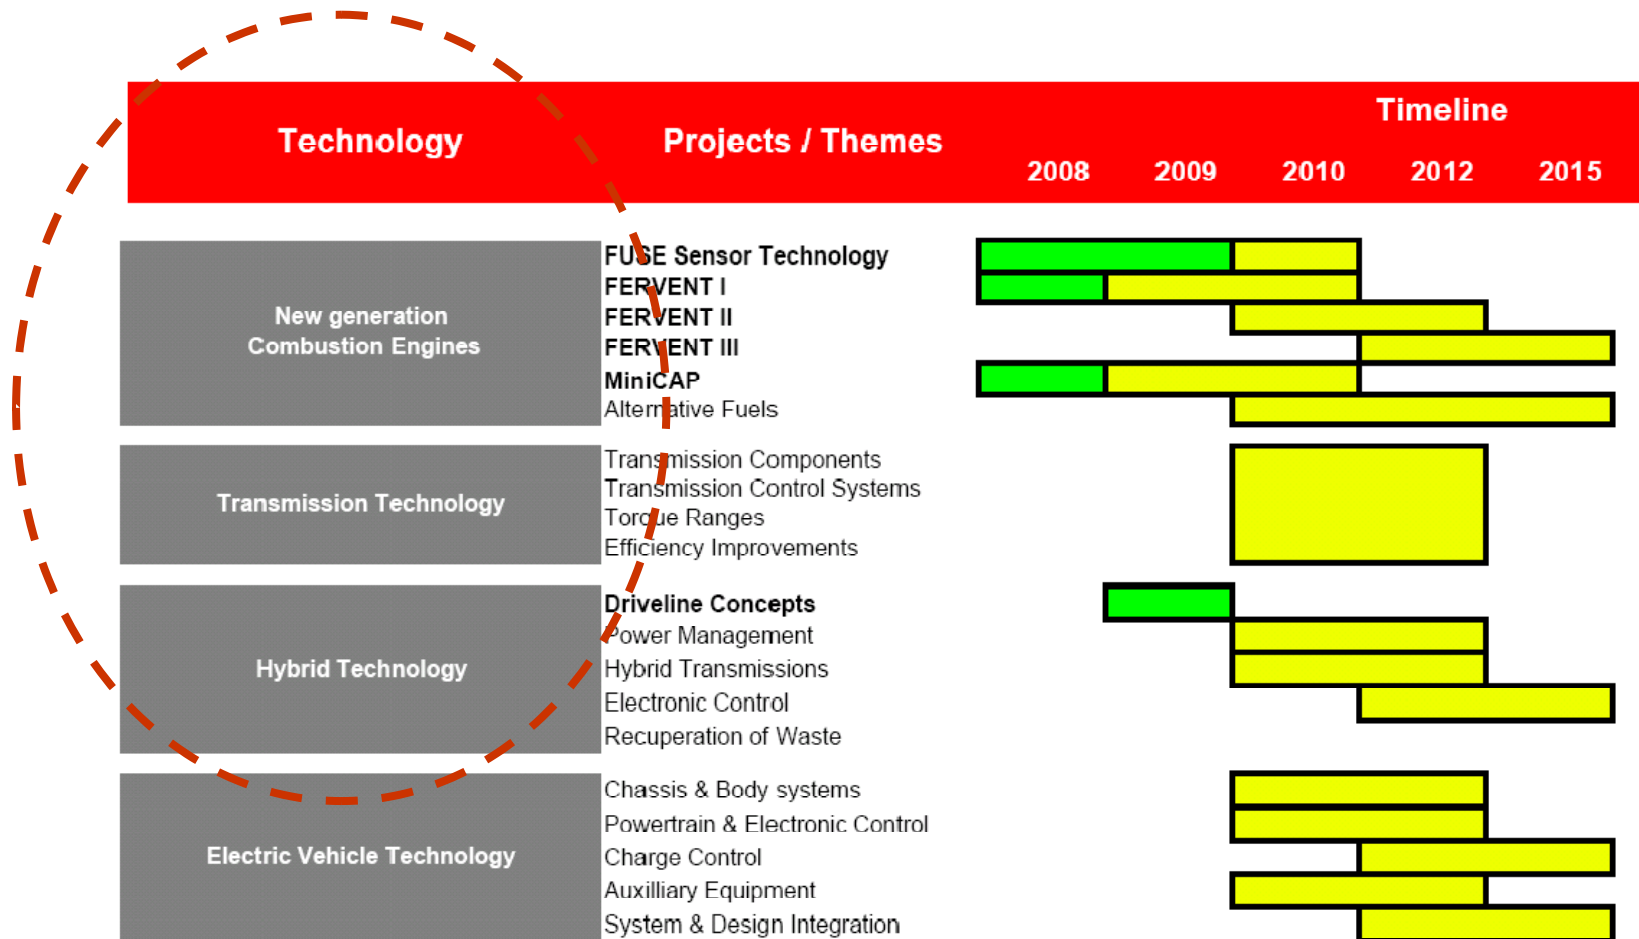 Technology
Projects / Themes
Timeline
2008 2009 2010 2012 2015
New generation
Combustion Engines
FUSE Sensor Technology
FERVENT I
FERVENT II
FERVENT III
MiniCAP
Alternative Fuels
Transmission Technology
Transmission Components
Transmission Control Systems
Torque Ranges
Efficiency Improvements
Hybrid Technology
Driveline Concepts
Power Management
Hybrid Transmissions
Electronic Control
Recuperation of Waste
Electric Vehicle Technology
Chassis & Body systems
Powertrain & Electronic Control
Charge Control
Auxilliary Equipment
System & Design Integration